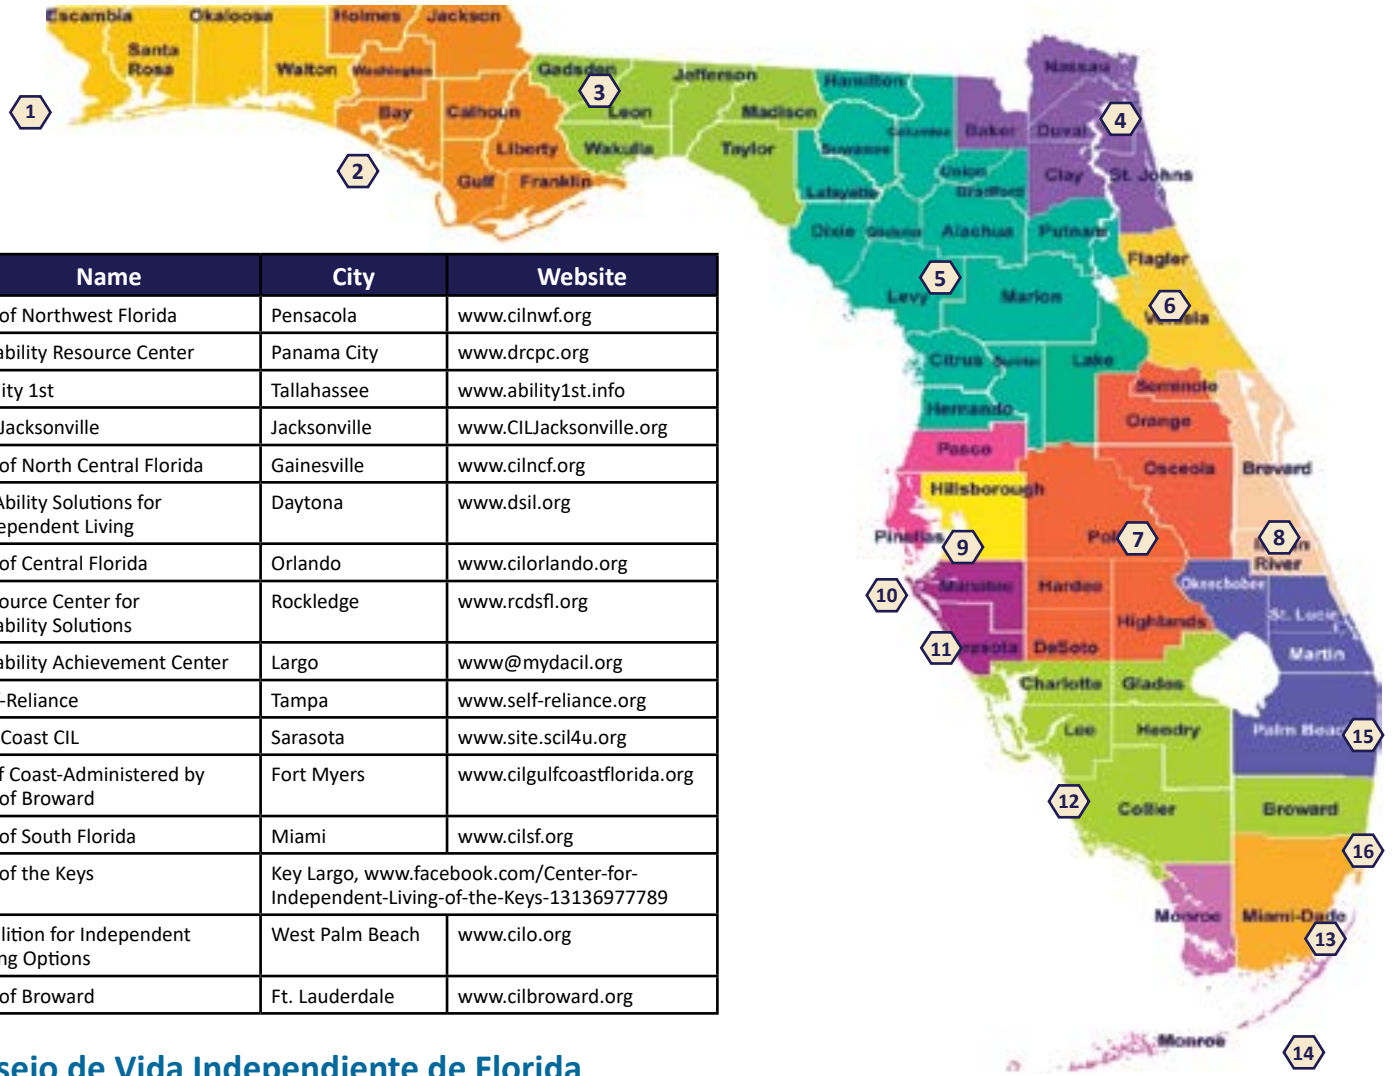 Escambia
Okaloosa
Holmes
Jackson
Santa
Rosa
Walton
Washington
Bay
Calhoun
Liberty
Gulf
Franklin
Gadsden
Leon
Wakulla
Jefferson
Madison
Taylor
Hamilton
Columbia
Suwannee
Lafayette
Dixie
Union
Bradford
Alachua
Putnam
Levy
Marion
Citrus
Sumter
Lake
Hernando
Nassau
Baker
Duval
Clay
St. Johns
Flagler
Seminole
Orange
Osceola
Brevard
River
Pasco
Hillsborough
Pinellas
Manatee
Hardee
Highlands
DeSoto
Okeechobee
St. Lucie
Martin
Charlotte
Glades
Lee
Hendry
Palm Beac
Collier
Broward
Monroe
Miami-Dade
Monroe
1
2
3
4
5
6
7
8
9
10
11
12
13
14
15
16
Name City Website
of Northwest Florida Pensacola www.cilnwf.org
ability Resource Center Panama City www.drcpc.org
ity 1st Tallahassee www.ability1st.info
Jacksonville Jacksonville www.CILJacksonville.org
of North Central Florida Gainesville www.cilncf.org
Ability Solutions for Daytona www.dsil.org
ependent Living
of Central Florida Orlando www.cilorlando.org
ource Center for Rockledge www.rcdsfl.org
ability Solutions
ability Achievement Center Largo www@mydacil.org
-Reliance Tampa www.self-reliance.org
Coast CIL Sarasota www.site.scil4u.org
f Coast-Administered by Fort Myers www.cilgulfcoastflorida.org
of Broward
of South Florida Miami www.cilsf.org
of the Keys Key Largo, www.facebook.com/Center-for-
Independent-Living-of-the-Keys-13136977789
lition for Independent West Palm Beach www.cilo.org
ng Options
of Broward Ft. Lauderdale www.cilbroward.org
sejo de Vida Independiente de Florida